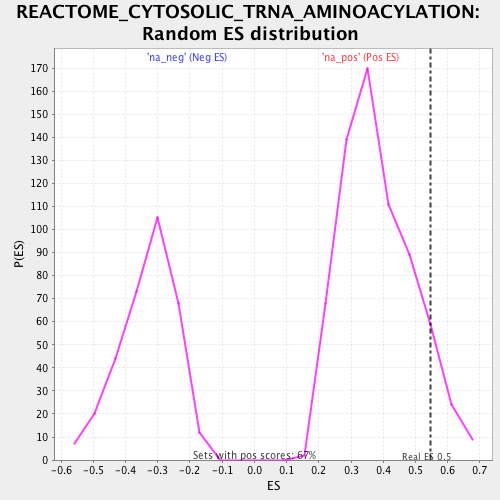 REACTOME_CYTOSOLIC_TRNA_AMINOACYLATION:
Random ES distribution
'na_neg' (Neg ES) 'na_pos' (Pos ES)
170
160
150
140
130
120
110
100
90
80
70
60
50
40
30
20
10
0
P(ES)
Sets with pos scores: 67%
Real ES 0.5
-0.6 -0.5 -0.4 -0.3 -0.2 -0.1 0.0 0.1 0.2 0.3 0.4 0.5 0.6 0.7
ES